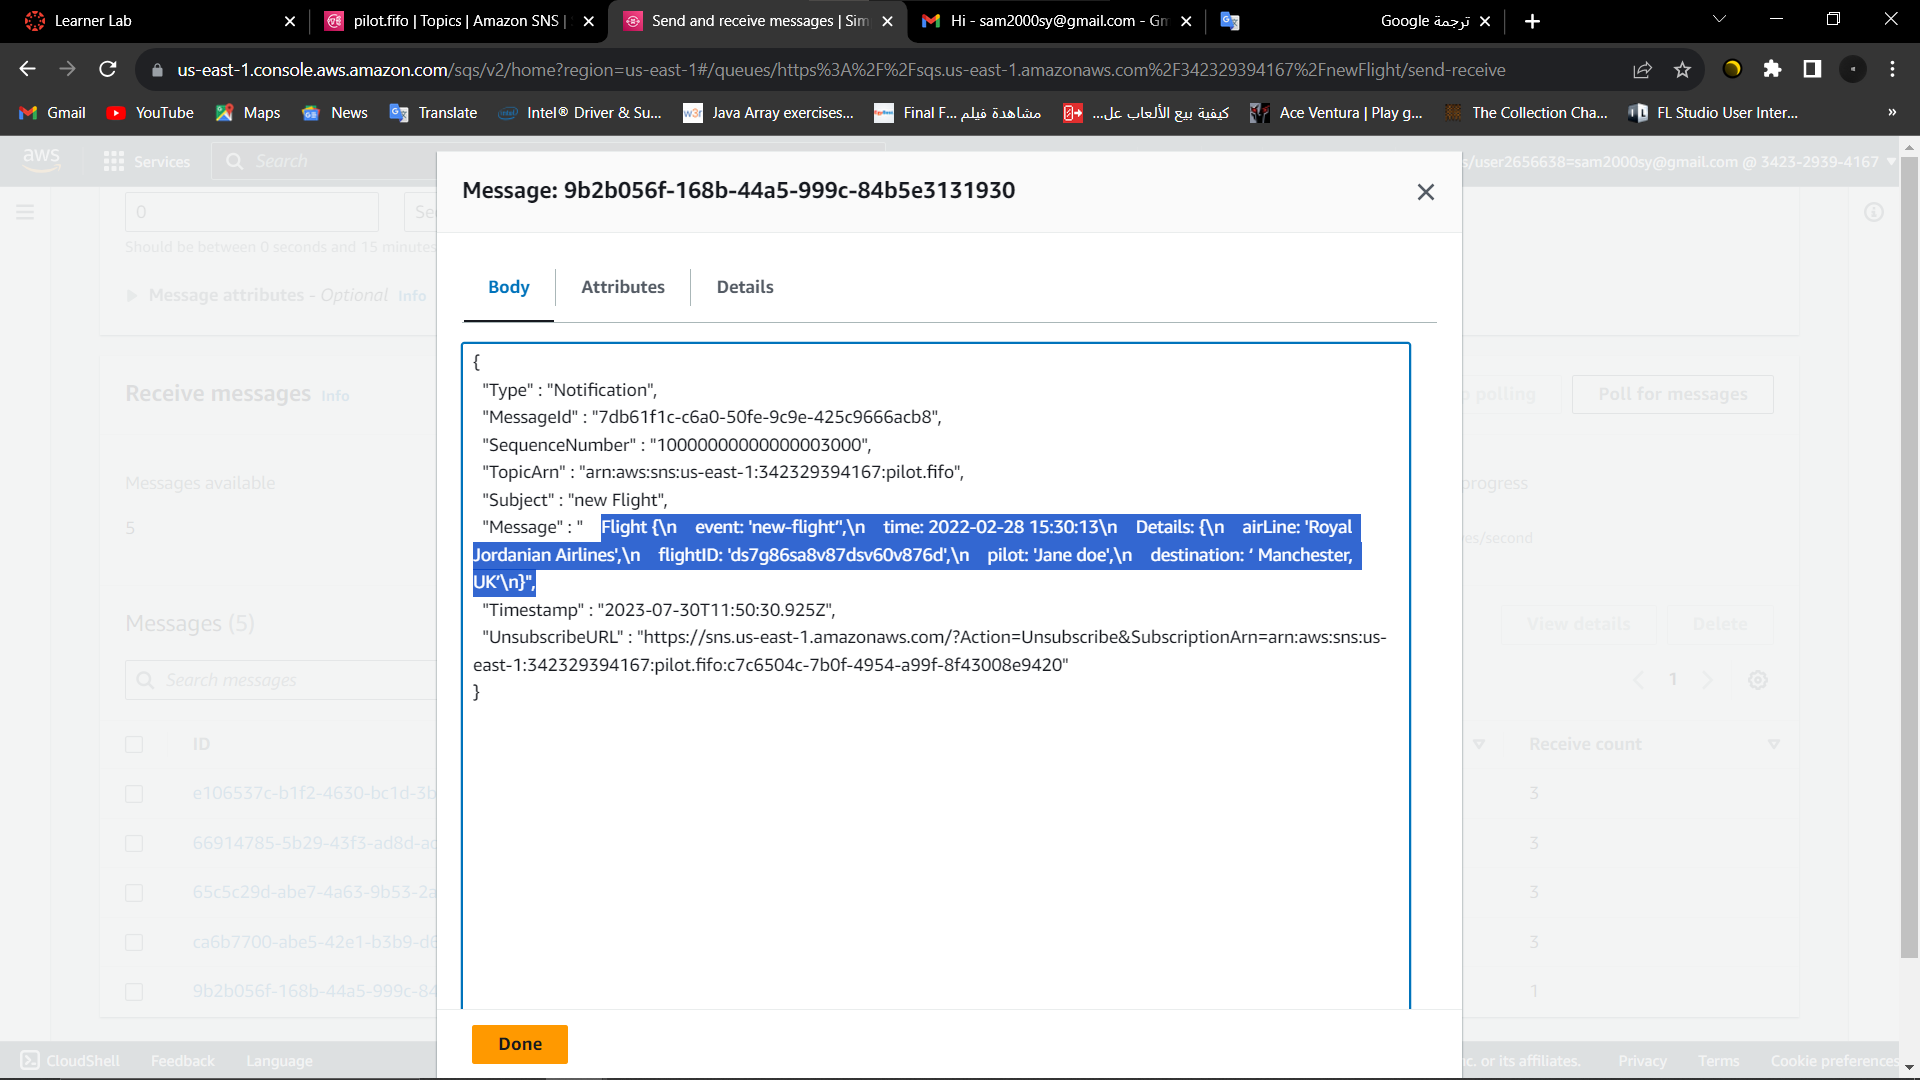 Learner Lab
pilot.fifo | Topics | Amazon SNS |
Send and receive messages | Sim
Hi - sam2000sy@gmail.com - Gm
ترجمة Google
us-east-1.console.aws.amazon.com/sqs/v2/home?region=us-east-1#/queues/https%3A%2F%2Fsqs.us-east-1.amazonaws.com%2F342329394167%2FnewFlight/send-receive
Gmail YouTube Maps News Translate Intel® Driver & Su... Java Array exercises... مشاهدة فيلم Final F... كيفية بيع الألعاب عل... Ace Ventura | Play g... The Collection Cha... FL Studio User Inter... »
aws Services Search s/user2656638=sam2000sy@gmail.com @ 3423-2939-4167
Message: 9b2b056f-168b-44a5-999c-84b5e3131930
0 Se
Should be between 0 seconds and 15 minutes
Message attributes - Optional Info
Body Attributes Details
{
"Type" : "Notification",
"MessageId" : "7db61f1c-c6a0-50fe-9c9e-425c9666acb8",
"SequenceNumber" : "10000000000000003000",
"TopicArn" : "arn:aws:sns:us-east-1:342329394167:pilot.fifo",
"Subject" : "new Flight",
"Message" : " Flight {\n event: 'new-flight'',\n time: 2022-02-28 15:30:13\n Details: {\n airLine: 'Royal
Jordanian Airlines',\n flightID: 'ds7g86sa8v87dsv60v876d',\n pilot: 'Jane doe',\n destination: ‘ Manchester,
UK’\n}",
"Timestamp" : "2023-07-30T11:50:30.925Z",
"UnsubscribeURL" : "https://sns.us-east-1.amazonaws.com/?Action=Unsubscribe&SubscriptionArn=arn:aws:sns:us-
east-1:342329394167:pilot.fifo:c7c6504c-7b0f-4954-a99f-8f43008e9420"
}
Receive messages Info
p polling Poll for messages
Messages available
progress
5
es/second
Messages (5)
View details Delete
Search messages
1
ID
Receive count
e106537c-b1f2-4630-bc1d-3b
3
66914785-5b29-43f3-ad8d-ac
3
65c5c29d-abe7-4a63-9b53-2a
3
ca6b7700-abe5-42e1-b3b9-d6
3
9b2b056f-168b-44a5-999c-84
1
Done
CloudShell Feedback Language
nc. or its affiliates. Privacy Terms Cookie preferences